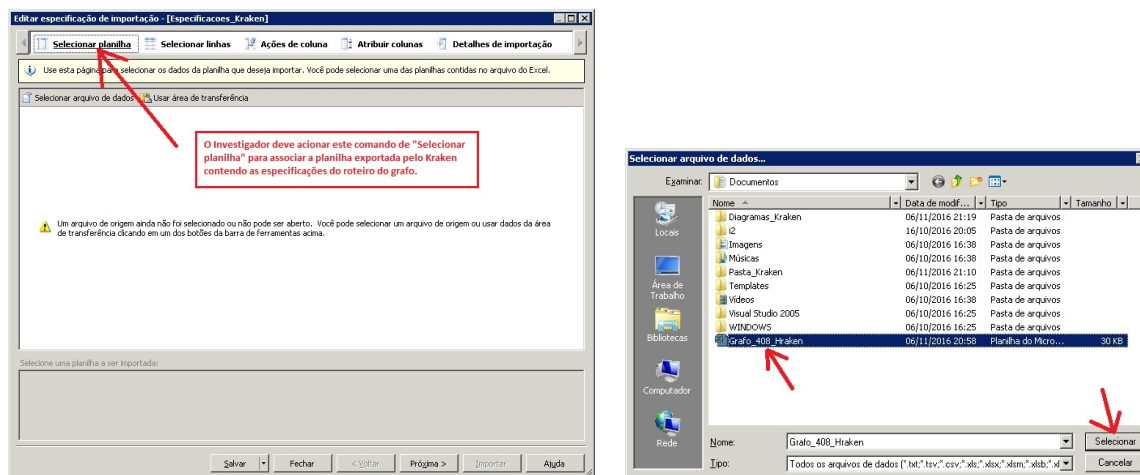 Editar especificação de importação - [Especificacoes_Kraken]
Selecionar planilha Selecionar linhas Ações de coluna Atribuir colunas Detalhes de importação
Use esta página para selecionar os dados da planilha que deseja importar. Você pode selecionar uma das planilhas contidas no arquivo do Excel.
Selecionar arquivo de dados Usar área de transferência
O Investigador deve acionar este comando de "Selecionar
planilha" para associar a planilha exportada pelo Kraken
contendo as especificações do roteiro do grafo.
Um arquivo de origem ainda não foi selecionado ou não pode ser aberto. Você pode selecionar um arquivo de origem ou usar dados da área
de transferência clicando em um dos botões da barra de ferramentas acima.
Selecione uma planilha a ser importada:
Salvar Fechar < Voltar Próxima > Importar Ajuda
Selecionar arquivo de dados...
Examinar: Documentos
Nome Data de modif... Tipo Tamanho
Diagramas_Kraken 06/11/2016 21:19 Pasta de arquivos
i2 16/10/2016 20:05 Pasta de arquivos
Imagens 06/10/2016 16:38 Pasta de arquivos
Músicas 06/10/2016 16:38 Pasta de arquivos
Pasta_Kraken 06/11/2016 21:10 Pasta de arquivos
Templates 06/10/2016 16:25 Pasta de arquivos
Vídeos 06/10/2016 16:38 Pasta de arquivos
Visual Studio 2005 06/10/2016 16:25 Pasta de arquivos
WINDOWS 06/10/2016 16:25 Pasta de arquivos
Grafo_408_Hraken 06/11/2016 20:58 Planilha do Micro... 30 KB
Locais
Área de
Trabalho
Bibliotecas
Computador
Rede
Nome: Grafo_408_Hraken Selecionar
Tipo: Todos os arquivos de dados (*.txt;*.tsv;*.csv;*.xls;*.xlsx;*.xlsm;*.xlsb;*.xl Cancelar